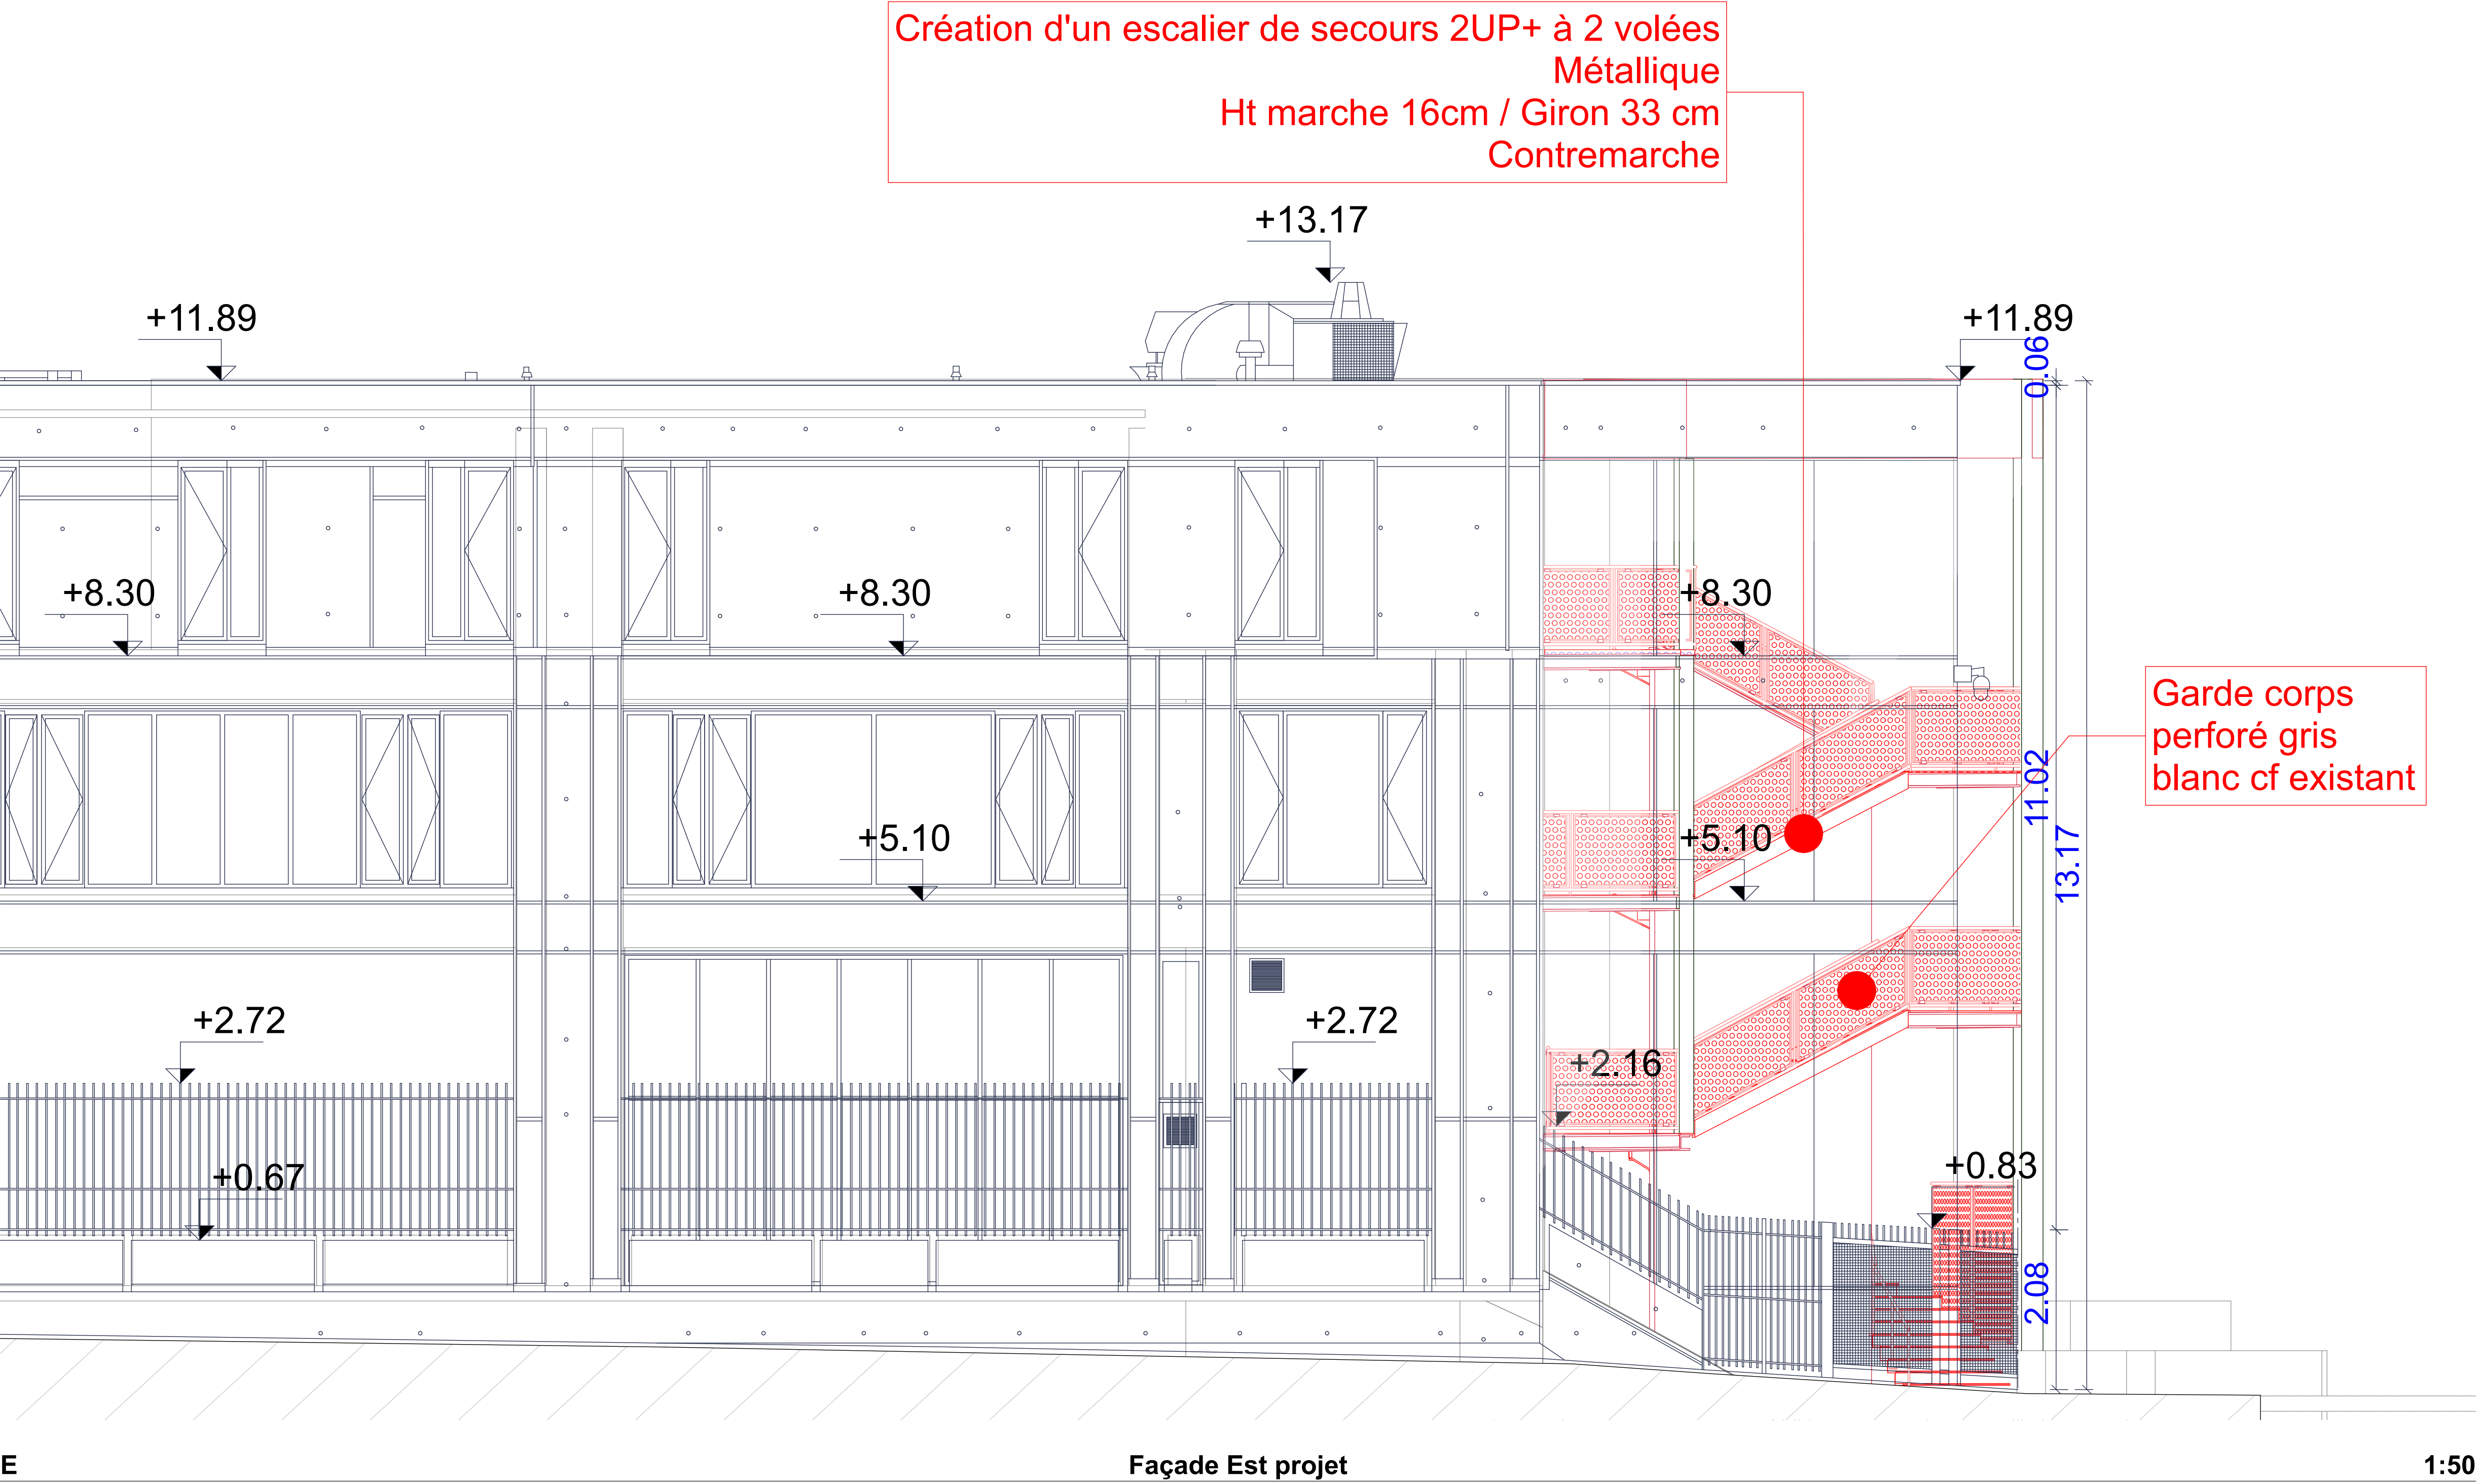 Création d'un escalier de secours 2UP+ à 2 volées
Métallique
Ht marche 16cm / Giron 33 cm
Contremarche
+13.17
+11.89
+11.89
0.06
+8.30
+8.30
+8.30
Garde corps
perforé gris
blanc cf existant
11.02
+5.10
+5.10
13.17
+2.72
+2.72
+2.16
+0.67
+0.83
2.08
E
Façade Est projet
1:50